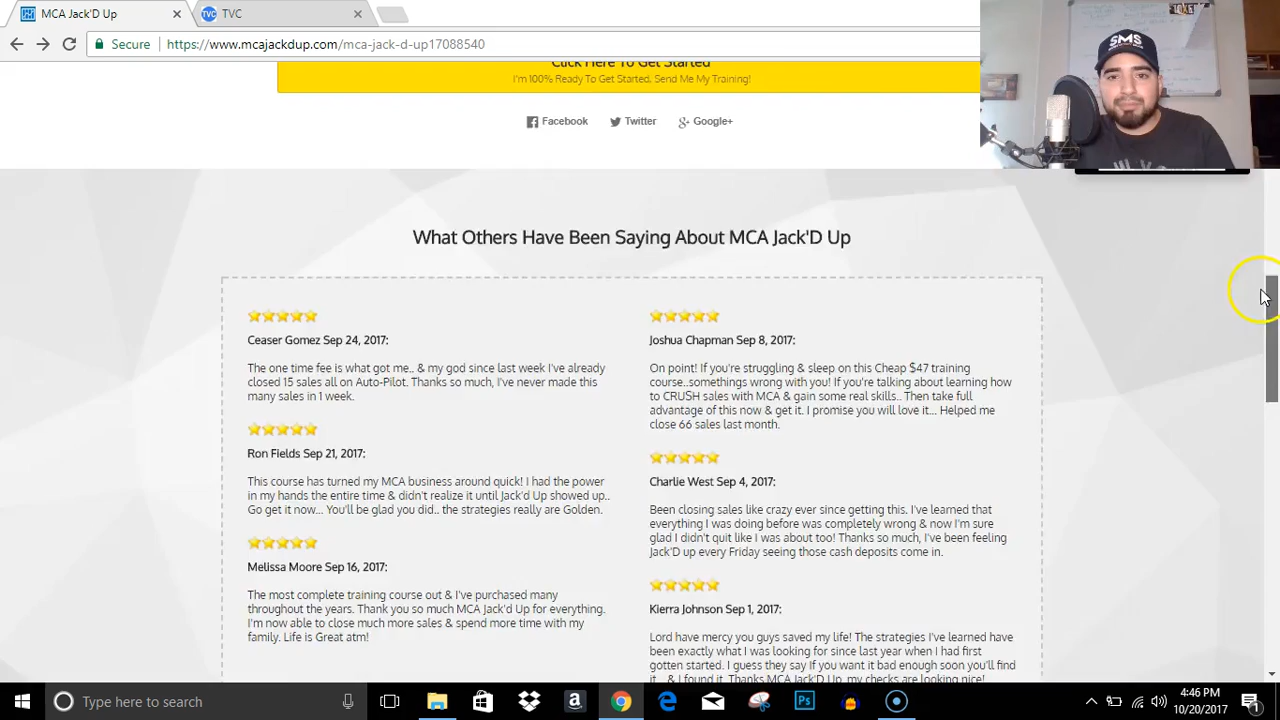 MCA Jack'D Up
TVC
Secure
https://www.mcajackdup.com/mca-jack-d-up17088540
SMS
Click Here To Get Started
I'm 100% Ready To Get Started, Send Me My Training!
Facebook
Twitter
Google+
What Others Have Been Saying About MCA Jack'D Up
Ceaser Gomez Sep 24, 2017:
The one time fee is what got me.. & my god since last week I've already
closed 15 sales all on Auto-Pilot. Thanks so much, I've never made this
many sales in 1 week.
Ron Fields Sep 21, 2017:
This course has turned my MCA business around quick! I had the power
in my hands the entire time & didn't realize it until Jack'd Up showed up..
Go get it now... You'll be glad you did.. the strategies really are Golden.
Melissa Moore Sep 16, 2017:
The most complete training course out & I've purchased many
throughout the years. Thank you so much MCA Jack'd Up for everything.
I'm now able to close much more sales & spend more time with my
family. Life is Great atm!
Joshua Chapman Sep 8, 2017:
On point! If you're struggling & sleep on this Cheap $47 training
course..somethings wrong with you! If you're talking about learning how
to CRUSH sales with MCA & gain some real skills.. Then take full
advantage of this now & get it. I promise you will love it... Helped me
close 66 sales last month.
Charlie West Sep 4, 2017:
Been closing sales like crazy ever since getting this. I've learned that
everything I was doing before was completely wrong & now I'm sure
glad I didn't quit like I was about too! Thanks so much, I've been feeling
Jack'D up every Friday seeing those cash deposits come in.
Kierra Johnson Sep 1, 2017:
Lord have mercy you guys saved my life! The strategies I've learned have
been exactly what I was looking for since last year when I had first
gotten started. I guess they say If you want it bad enough soon you'll find
it... & I found it. Thanks MCA Jack'D Up, my checks are looking nice!
Type here to search
Ps
4:46 PM
10/20/2017
1